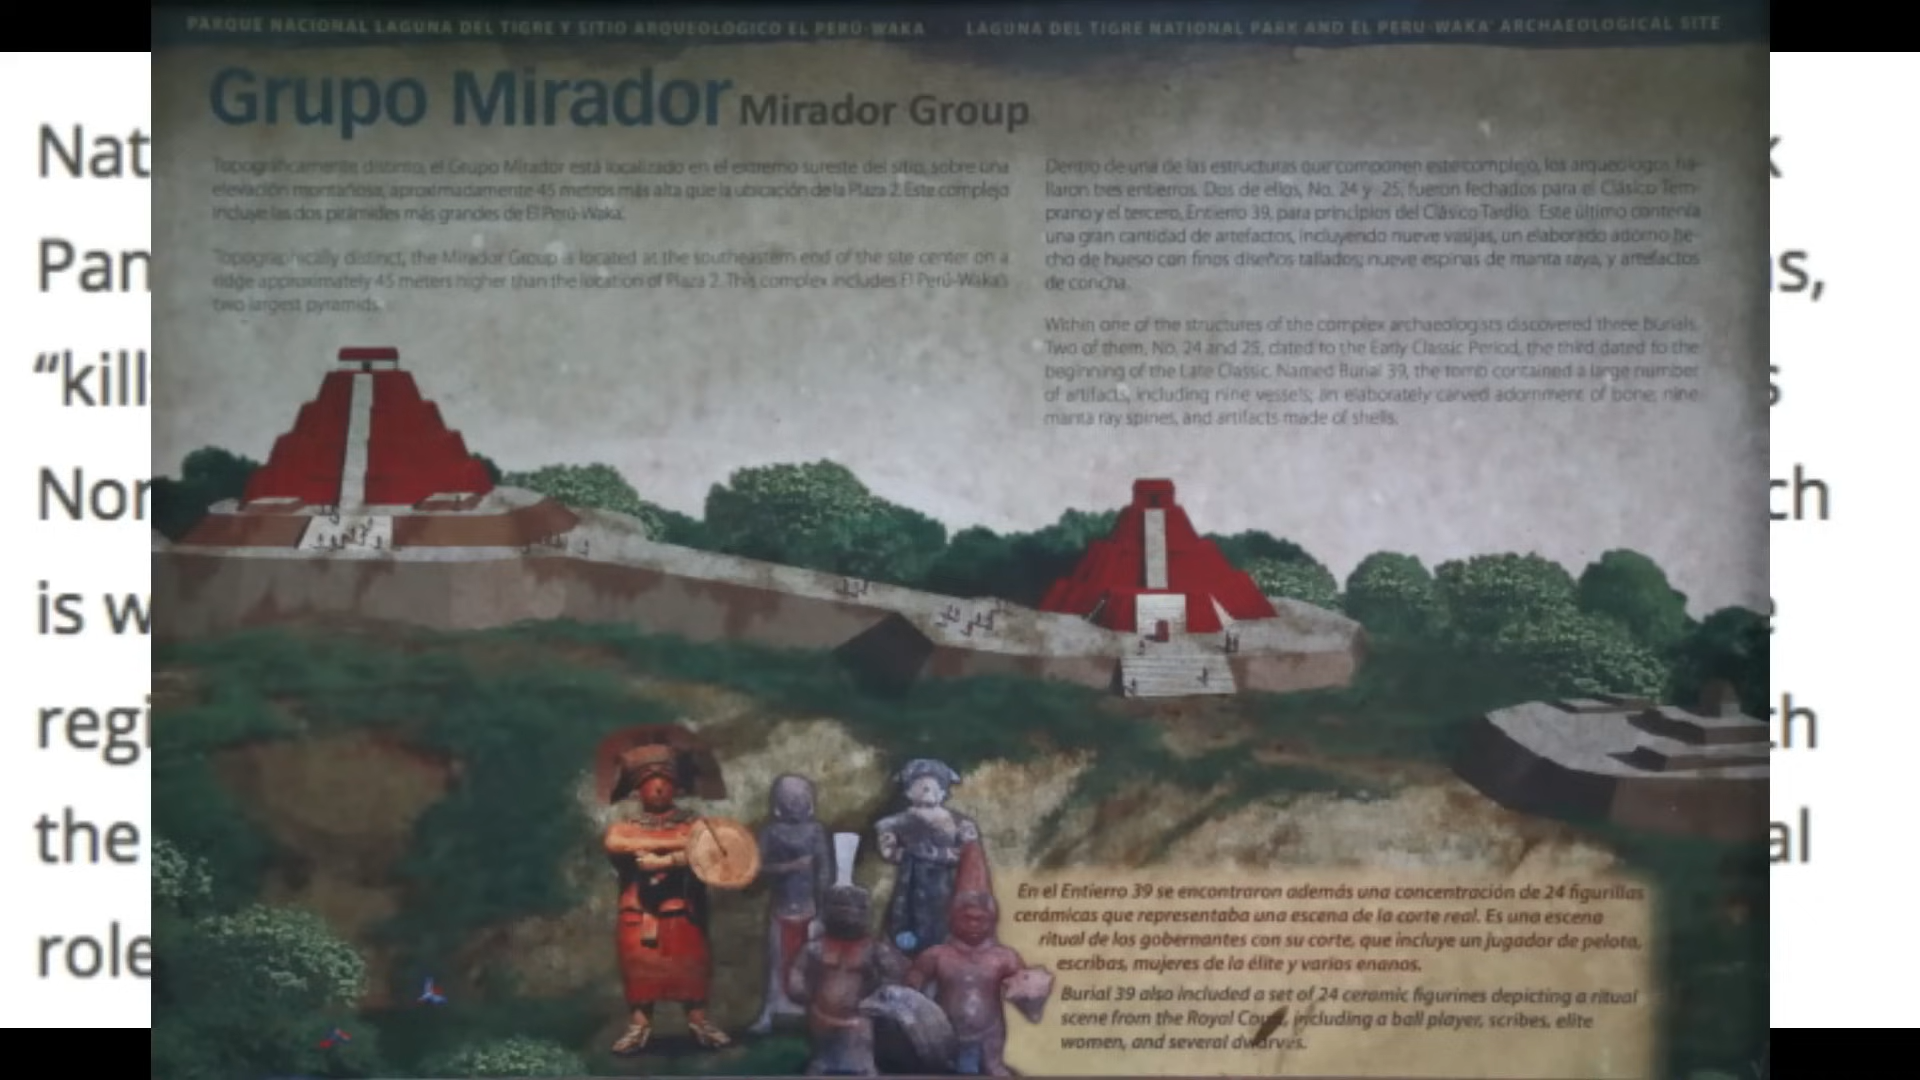 PARQUE NACIONAL LAGUNA DEL TIGRE Y SITIO ARQUEOLÓGICO EL PERÚ-WAKA
LAGUNA DEL TIGRE NATIONAL PARK AND EL PERU-WAKA' ARCHAEOLOGICAL SITE
Grupo Mirador Mirador Group
Topográficamente distinto, el Grupo Mirador está localizado en el extremo sureste del sitio, sobre una
elevación montañosa, aproximadamente 45 metros más alta que la ubicación de la Plaza 2. Este complejo
incluye las dos pirámides más grandes de El Perú-Waka.
Topographically distinct, the Mirador Group is located at the southeastern end of the site center on a
ridge approximately 45 meters higher than the location of Plaza 2. This complex includes El Perú-Waka's
two largest pyramids.
Dentro de una de las estructuras que componen este complejo, los arqueólogos ha-
llaron tres entierros. Dos de ellos, No. 24 y 25, fueron fechados para el Clásico Tem-
prano y el tercero, Entierro 39, para principios del Clásico Tardío. Este último contenía
una gran cantidad de artefactos, incluyendo nueve vasijas, un elaborado adorno he-
cho de hueso con finos diseños tallados; nueve espinas de manta raya, y artefactos
de concha.
Within one of the structures of the complex archaeologists discovered three burials.
Two of them, No. 24 and 25, dated to the Early Classic Period, the third dated to the
beginning of the Late Classic. Named Burial 39, the tomb contained a large number
of artifacts, including nine vessels; an elaborately carved adornment of bone; nine
manta ray spines, and artifacts made of shells.
En el Entierro 39 se encontraron además una concentración de 24 figurillas
cerámicas que representaba una escena de la corte real. Es una escena
ritual de los gobernantes con su corte, que incluye un jugador de pelota,
escribas, mujeres de la élite y varios enanos.
Burial 39 also included a set of 24 ceramic figurines depicting a ritual
scene from the Royal Court, including a ball player, scribes, elite
women, and several dwarves.
Nat
Pan
"kill
Nor
is w
regi
the
role